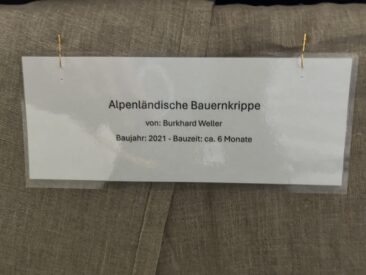 Alpenländische Bauernkrippe
von: Burkhard Weller
Baujahr: 2021 - Bauzeit: ca. 6 Monate